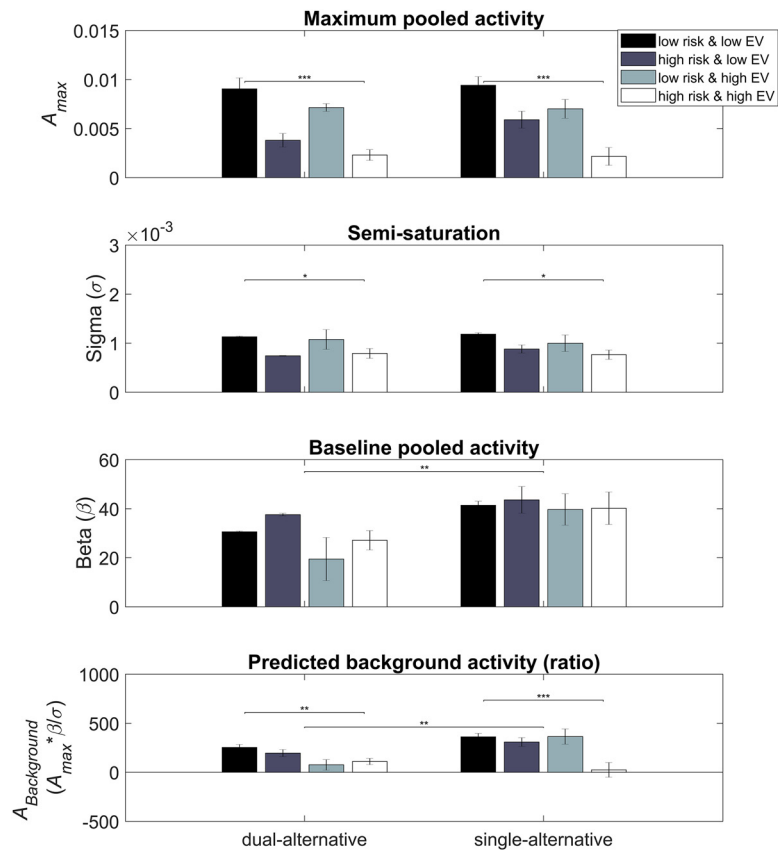 Maximum pooled activity
0.015
0.01
0.005
0
A_max
***
***
low risk & low EV
high risk & low EV
low risk & high EV
high risk & high EV
×10^-3
Semi-saturation
3
2
1
0
Sigma (σ)
*
*
Baseline pooled activity
60
40
20
0
Beta (β)
**
Predicted background activity (ratio)
1000
500
0
-500
A_Background
(A_max*β/σ)
**
**
***
dual-alternative
single-alternative